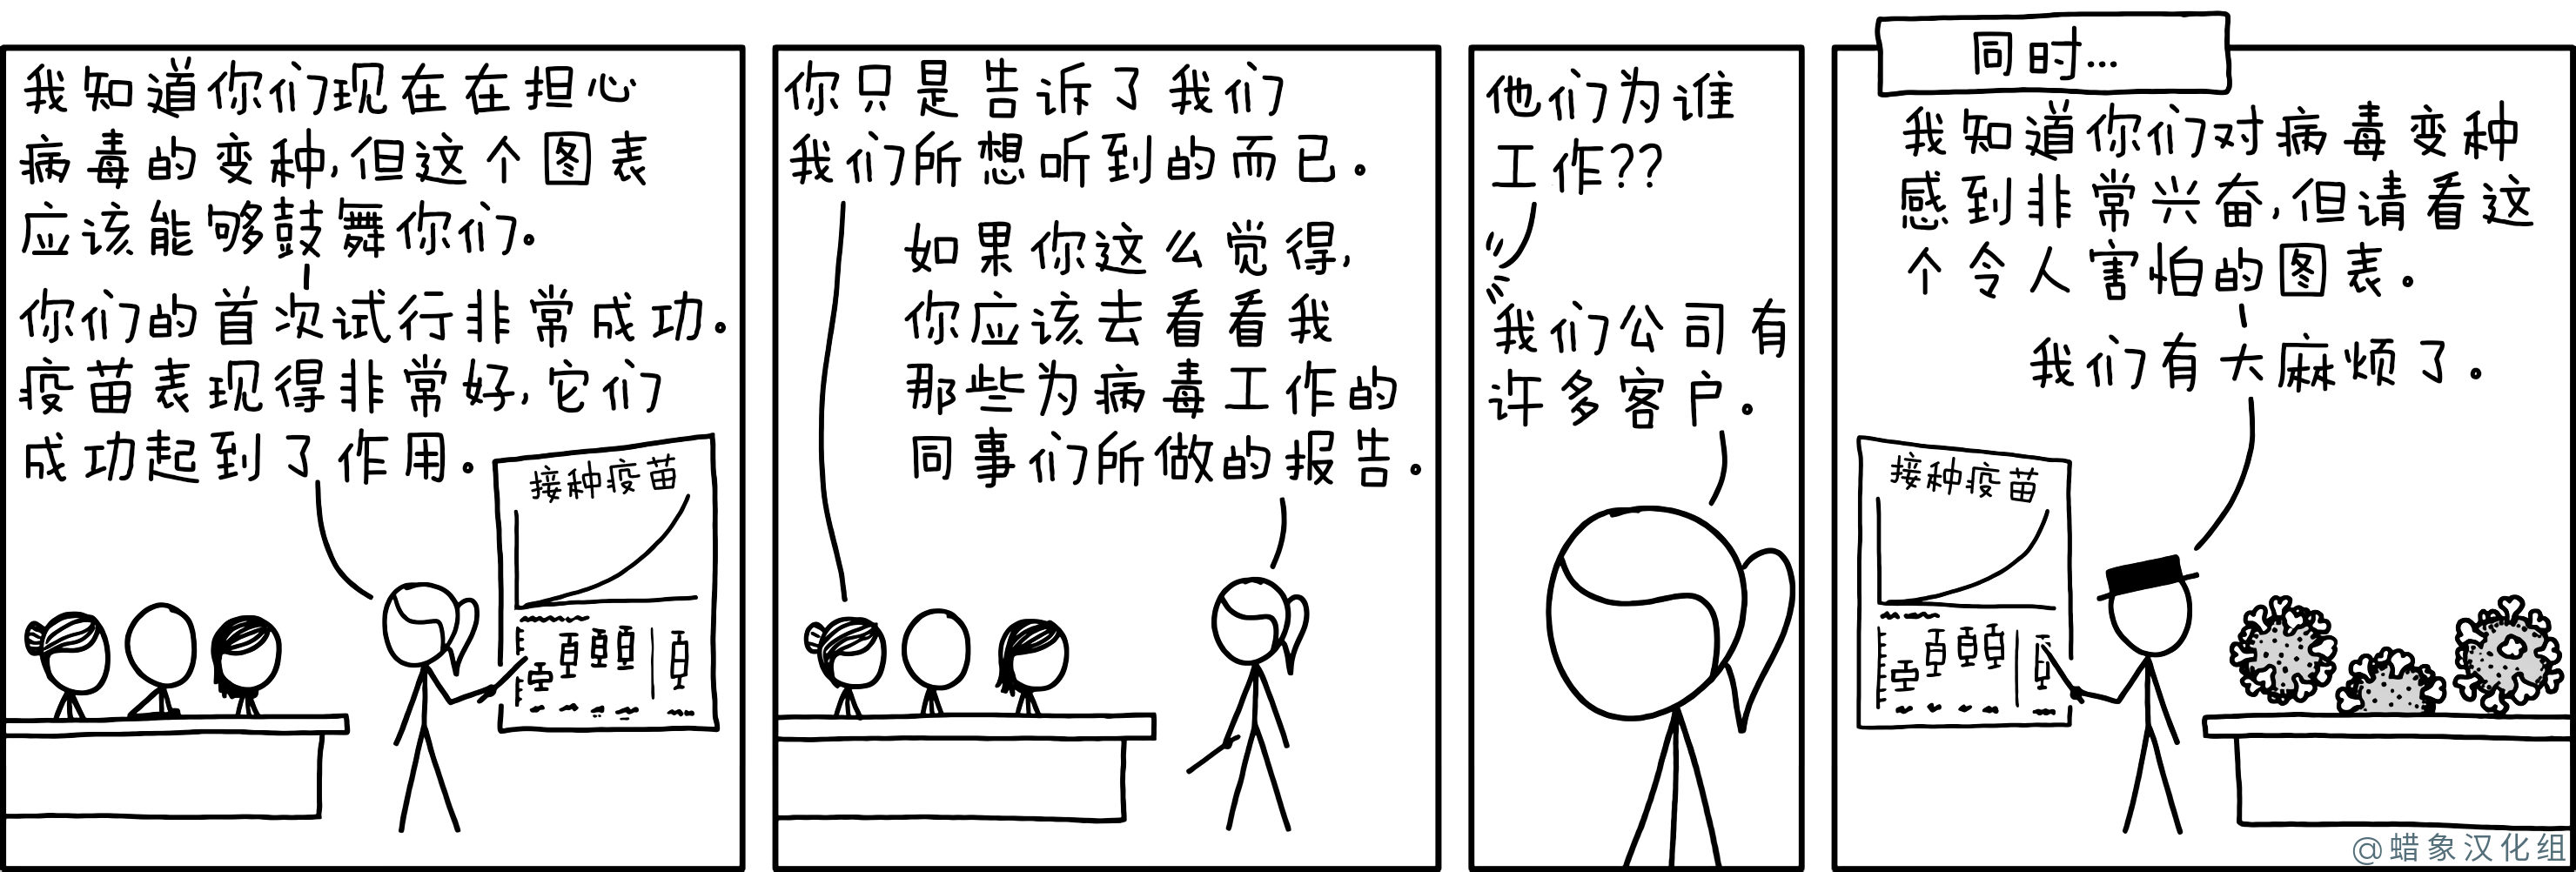 我知道你们现在在担心
病毒的变种,但这个图表
应该能够鼓舞你们。
你们的首次试行非常成功。
疫苗表现得非常好,它们
成功起到了作用。
接种疫苗
你只是告诉了我们
我们所想听到的而已。
如果你这么觉得,
你应该去看看我
那些为病毒工作的
同事们所做的报告。
他们为谁
工作??
我们公司有
许多客户。
同时...
我知道你们对病毒变种
感到非常兴奋,但请看这
个令人害怕的图表。
我们有大麻烦了。
接种疫苗
@蜡象汉化组